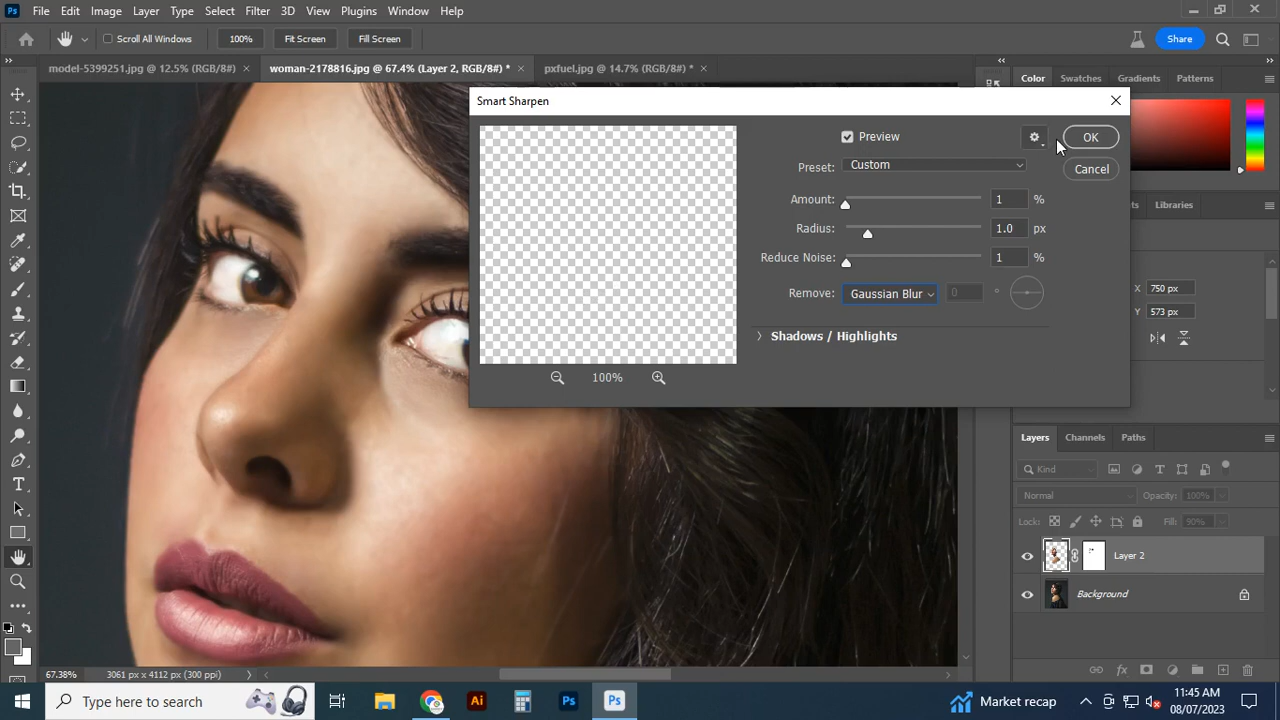 Ps File Edit Image Layer Type Select Filter 3D View Plugins Window Help
Scroll All Windows 100% Fit Screen Fill Screen Share
model-5399251.jpg @ 12.5% (RGB/8#) × woman-2178816.jpg @ 67.4% (Layer 2, RGB/8#) * × pxfuel.jpg @ 14.7% (RGB/8#) * ×
Color Swatches Gradients Patterns
Smart Sharpen
Preview OK
Preset: Custom Cancel
Amount: 1 %
Libraries
Radius: 1.0 px
Reduce Noise: 1 %
Remove: Gaussian Blur 0 °
X 750 px
Y 573 px
Shadows / Highlights
100%
Layers Channels Paths
Kind
Normal Opacity: 100%
Lock: Fill: 90%
Layer 2
Background
67.38% 3061 px x 4112 px (300 ppi)
Type here to search Ai Ps Ps Market recap
11:45 AM
08/07/2023